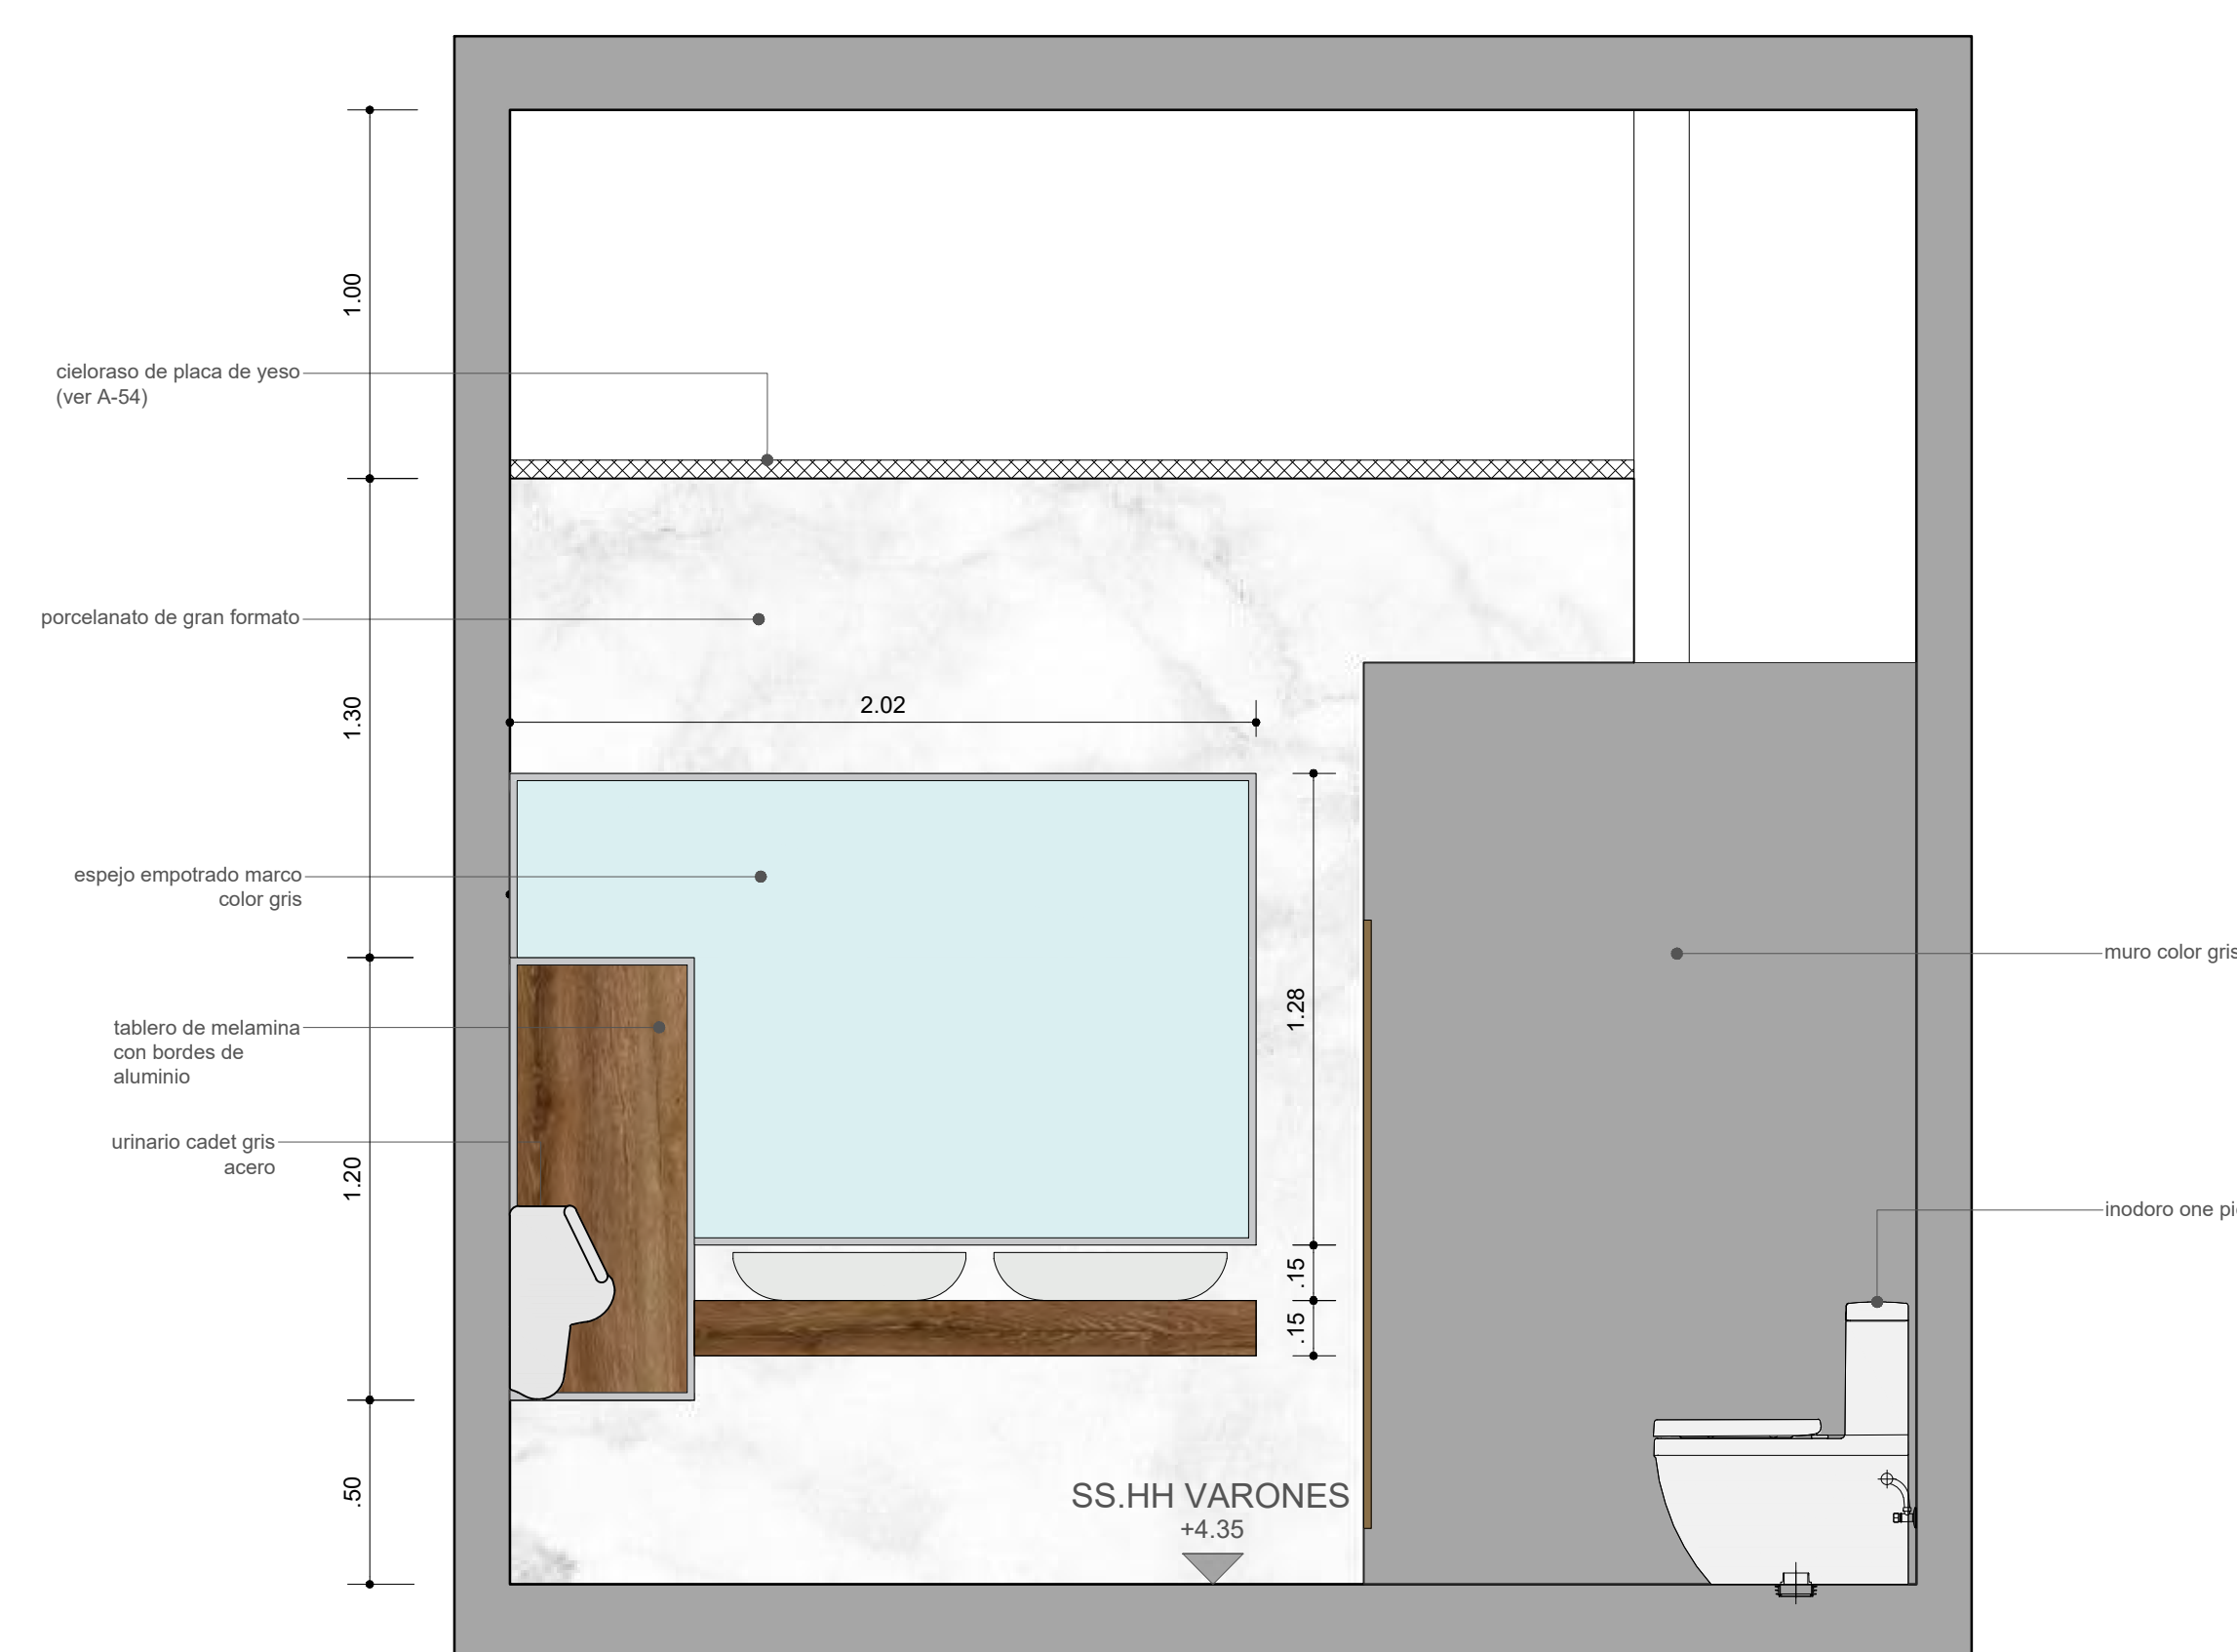 1.00
cieloraso de placa de yeso
(ver A-54)
porcelanato de gran formato
1.30
2.02
espejo empotrado marco
color gris
muro color gris
1.28
tablero de melamina
con bordes de
aluminio
urinario cadet gris
acero
1.20
inodoro one
.15
.15
.50
SS.HH VARONES
+4.35